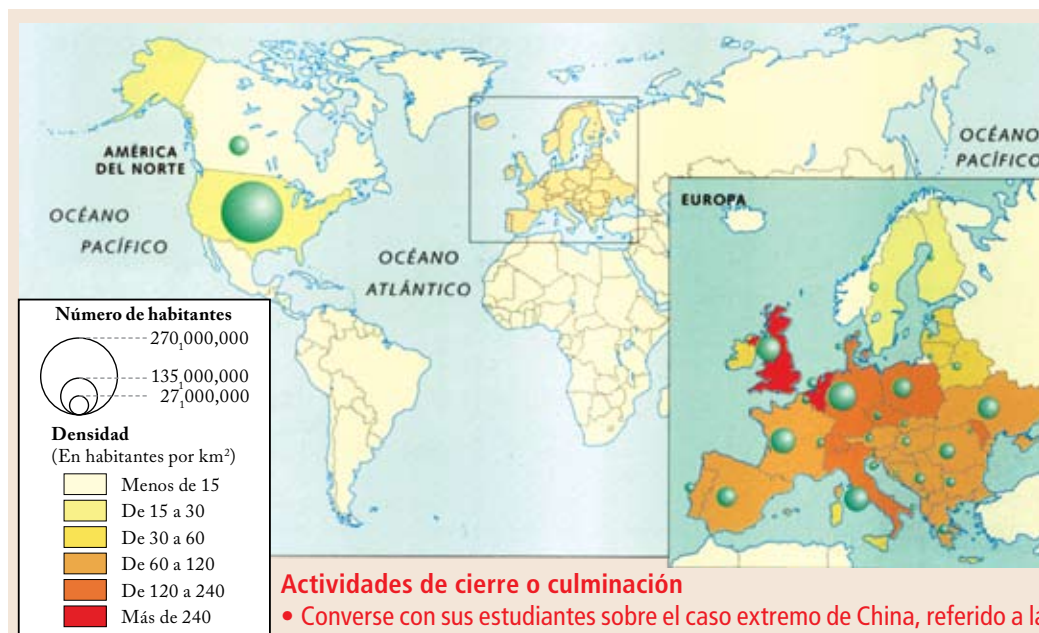 AMÉRICA
DEL NORTE
OCÉANO
PACÍFICO
OCÉANO
ATLÁNTICO
OCÉANO
PACÍFICO
EUROPA
Número de habitantes
270,1000,000
135,1000,000
27,1000,000
Densidad
(En habitantes por km²)
Menos de 15
De 15 a 30
De 30 a 60
De 60 a 120
De 120 a 240
Más de 240
Actividades de cierre o culminación
• Converse con sus estudiantes sobre el caso extremo de China, referido a la